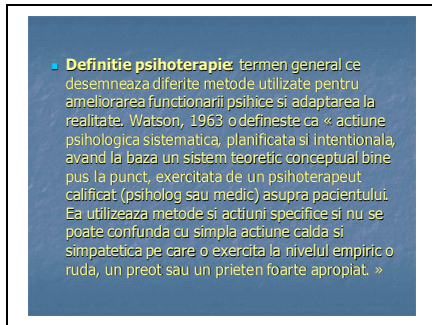 Definitie psihoterapie: termen general ce
desemneaza diferite metode utilizate pentru
ameliorarea functionarii psihice si adaptarea la
realitate. Watson, 1963 o defineste ca « actiune
psihologica sistematica, planificata si intentionala,
avand la baza un sistem teoretic conceptual bine
pus la punct, exercitata de un psihoterapeut
calificat (psiholog sau medic) asupra pacientului.
Ea utilizeaza metode si actiuni specifice si nu se
poate confunda cu simpla actiune calda si
simpatetica pe care o exercita la nivelul empiric o
ruda, un preot sau un prieten foarte apropiat. »